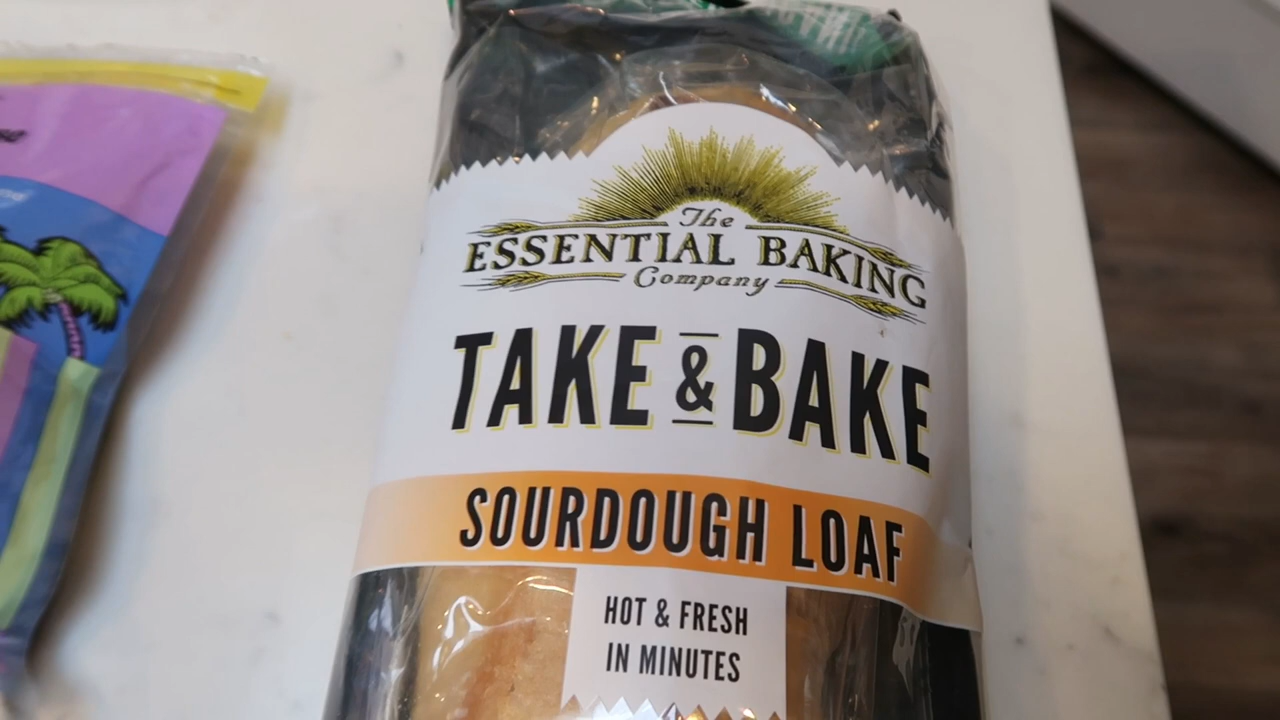 The
ESSENTIAL BAKING
Company
TAKE & BAKE
SOURDOUGH LOAF
HOT & FRESH
IN MINUTES